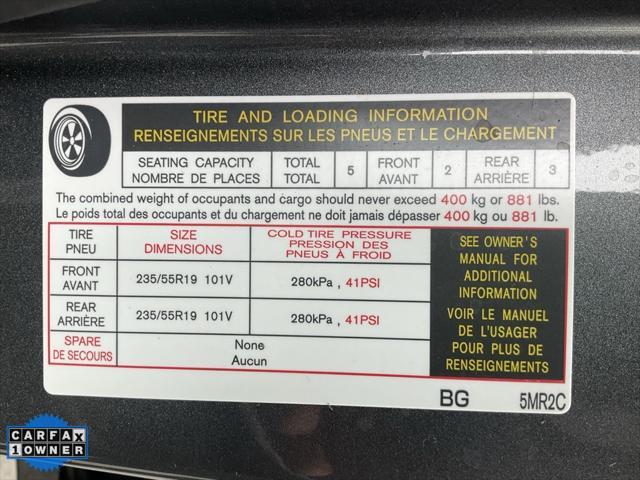 TIRE AND LOADING INFORMATION
RENSEIGNEMENTS SUR LES PNEUS ET LE CHARGEMENT
SEATING CAPACITY TOTAL 5 FRONT 2 REAR 3
NOMBRE DE PLACES TOTAL AVANT ARRIÈRE
The combined weight of occupants and cargo should never exceed 400 kg or 881 lbs.
Le poids total des occupants et du chargement ne doit jamais dépasser 400 kg ou 881 lb.
TIRE
PNEU
SIZE
DIMENSIONS
COLD TIRE PRESSURE
PRESSION DES
PNEUS À FROID
FRONT
AVANT
235/55R19 101V
280kPa , 41PSI
REAR
ARRIÈRE
235/55R19 101V
280kPa , 41PSI
SPARE
DE SECOURS
None
Aucun
SEE OWNER'S
MANUAL FOR
ADDITIONAL
INFORMATION
VOIR LE MANUEL
DE L'USAGER
POUR PLUS DE
RENSEIGNEMENTS
BG 5MR2C
CARFAX
1OWNER